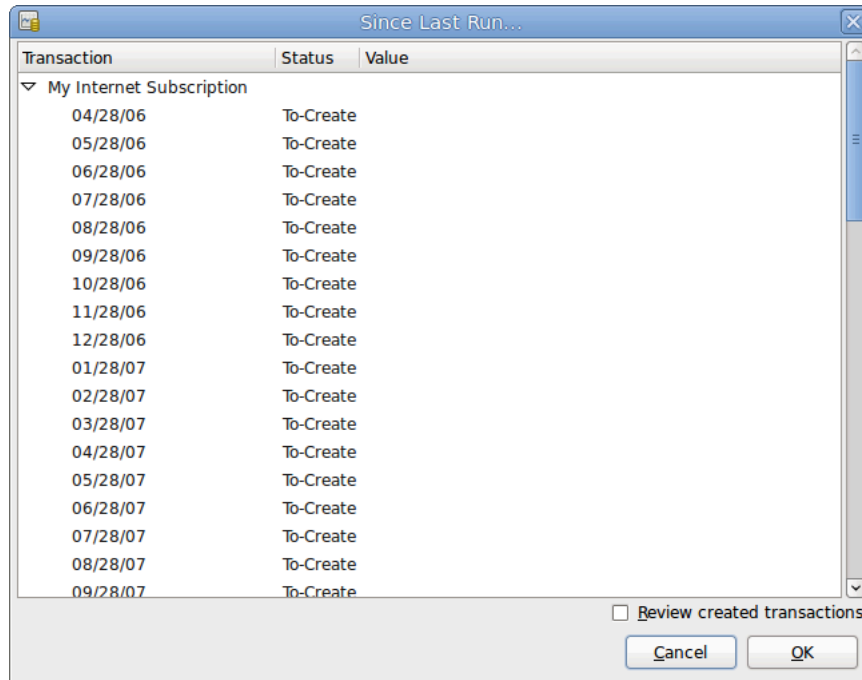 Since Last Run...
Transaction Status Value
My Internet Subscription
04/28/06 To-Create
05/28/06 To-Create
06/28/06 To-Create
07/28/06 To-Create
08/28/06 To-Create
09/28/06 To-Create
10/28/06 To-Create
11/28/06 To-Create
12/28/06 To-Create
01/28/07 To-Create
02/28/07 To-Create
03/28/07 To-Create
04/28/07 To-Create
05/28/07 To-Create
06/28/07 To-Create
07/28/07 To-Create
08/28/07 To-Create
09/28/07 To-Create
Review created transactions
Cancel OK